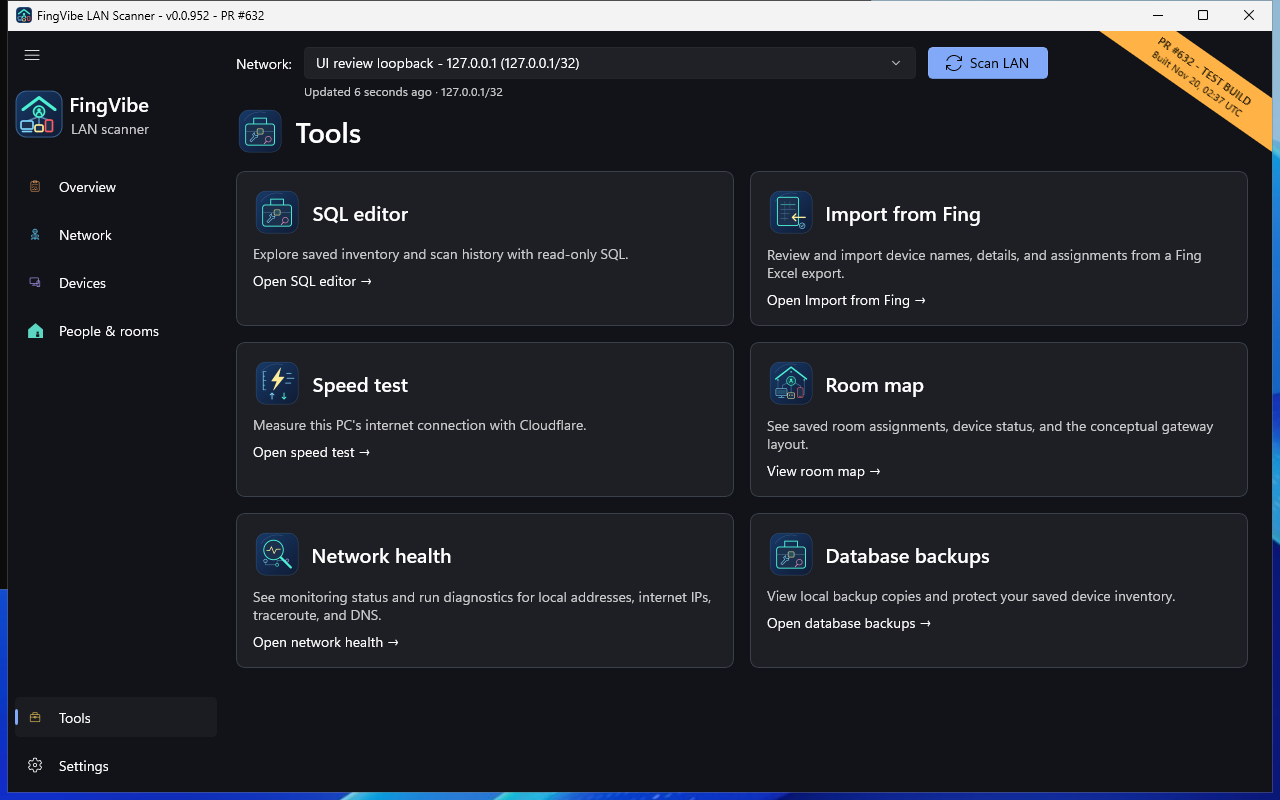 FingVibe LAN Scanner - v0.0.952 - PR #632
Network:
UI review loopback - 127.0.0.1 (127.0.0.1/32)
Scan LAN
Updated 6 seconds ago · 127.0.0.1/32
PR #632 - TEST BUILD
Built Nov 20, 02:37 UTC
FingVibe
LAN scanner
Overview
Network
Devices
People & rooms
Tools
Settings
Tools
SQL editor
Explore saved inventory and scan history with read-only SQL.
Open SQL editor →
Import from Fing
Review and import device names, details, and assignments from a Fing
Excel export.
Open Import from Fing →
Speed test
Measure this PC's internet connection with Cloudflare.
Open speed test →
Room map
See saved room assignments, device status, and the conceptual gateway
layout.
View room map →
Network health
See monitoring status and run diagnostics for local addresses, internet IPs,
traceroute, and DNS.
Open network health →
Database backups
View local backup copies and protect your saved device inventory.
Open database backups →